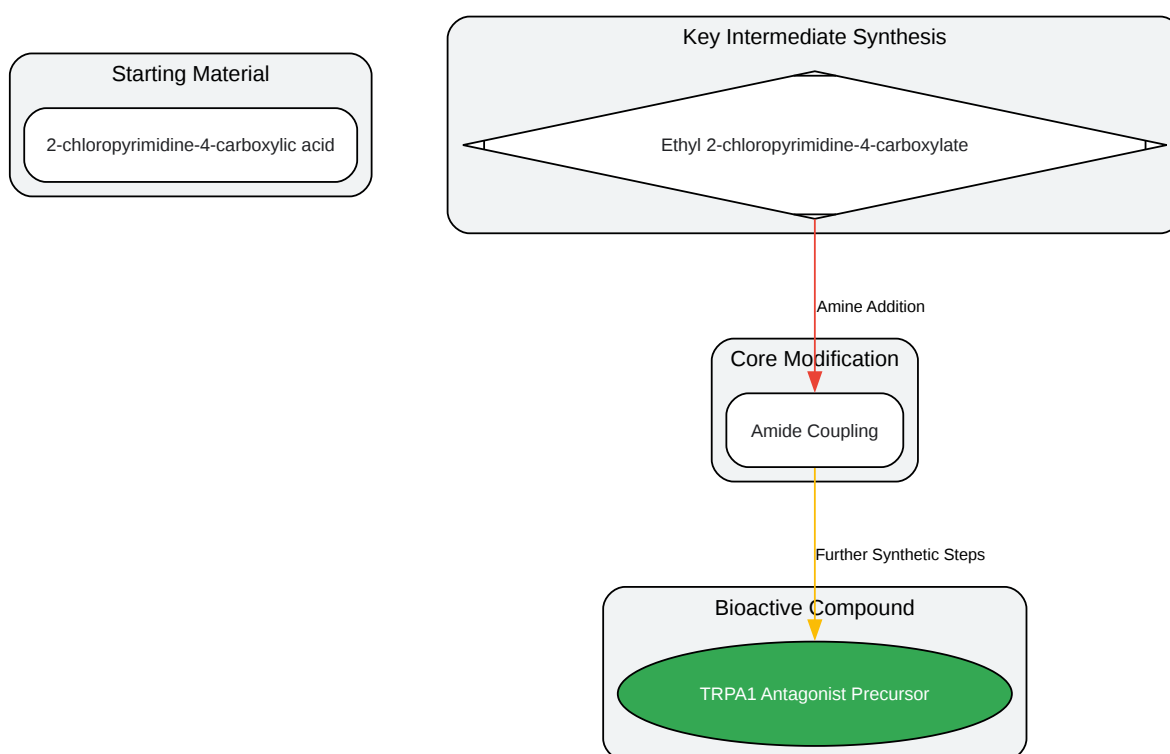 Starting Material
2-chloropyrimidine-4-carboxylic acid
Key Intermediate Synthesis
Ethyl 2-chloropyrimidine-4-carboxylate
Amine Addition
Core Modification
Amide Coupling
Further Synthetic Steps
Bioactive Compound
TRPA1 Antagonist Precursor